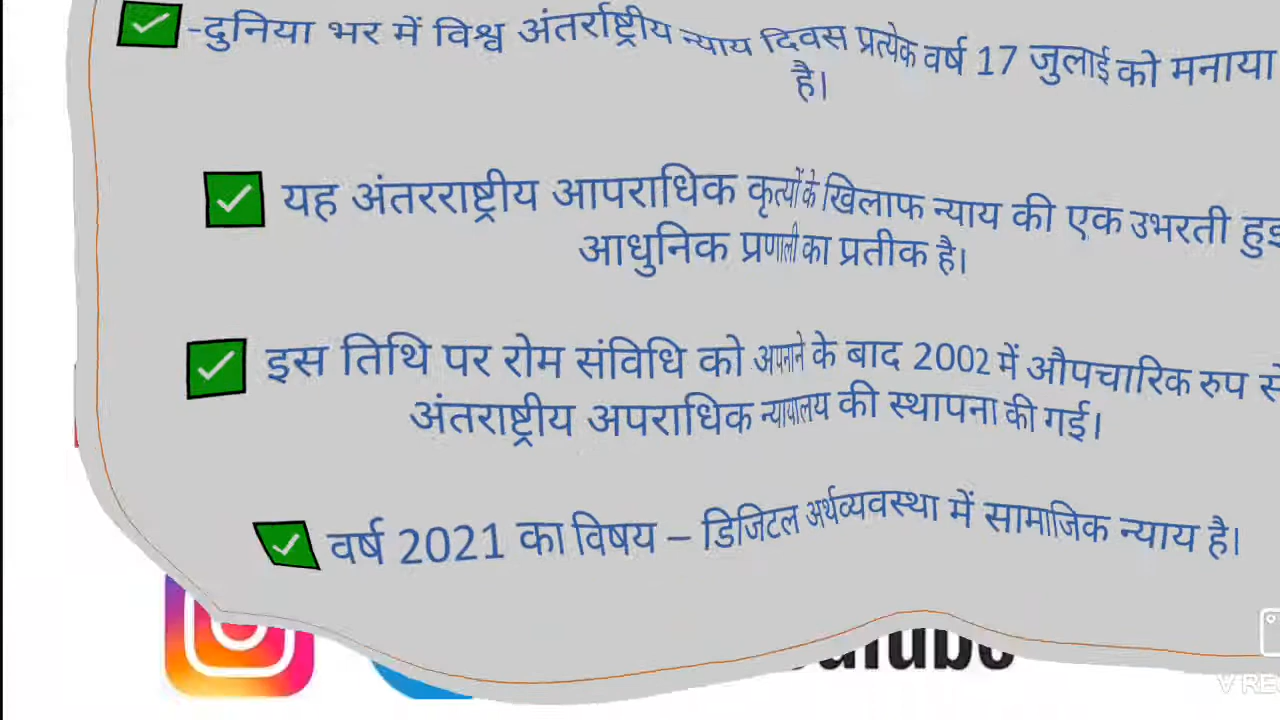 -दुनिया भर में विश्व अंतर्राष्ट्रीय न्याय दिवस प्रत्येक वर्ष 17 जुलाई को मनाया
है।
यह अंतरराष्ट्रीय आपराधिक कृत्यों के खिलाफ न्याय की एक उभरती
आधुनिक प्रणाली का प्रतीक है।
इस तिथि पर रोम संविधि को अपनाने के बाद 2002 में औपचारिक रुप से
अंतराष्ट्रीय अपराधिक न्यायालय की स्थापना की गई।
वर्ष 2021 का विषय – डिजिटल अर्थव्यवस्था में सामाजिक न्याय है।